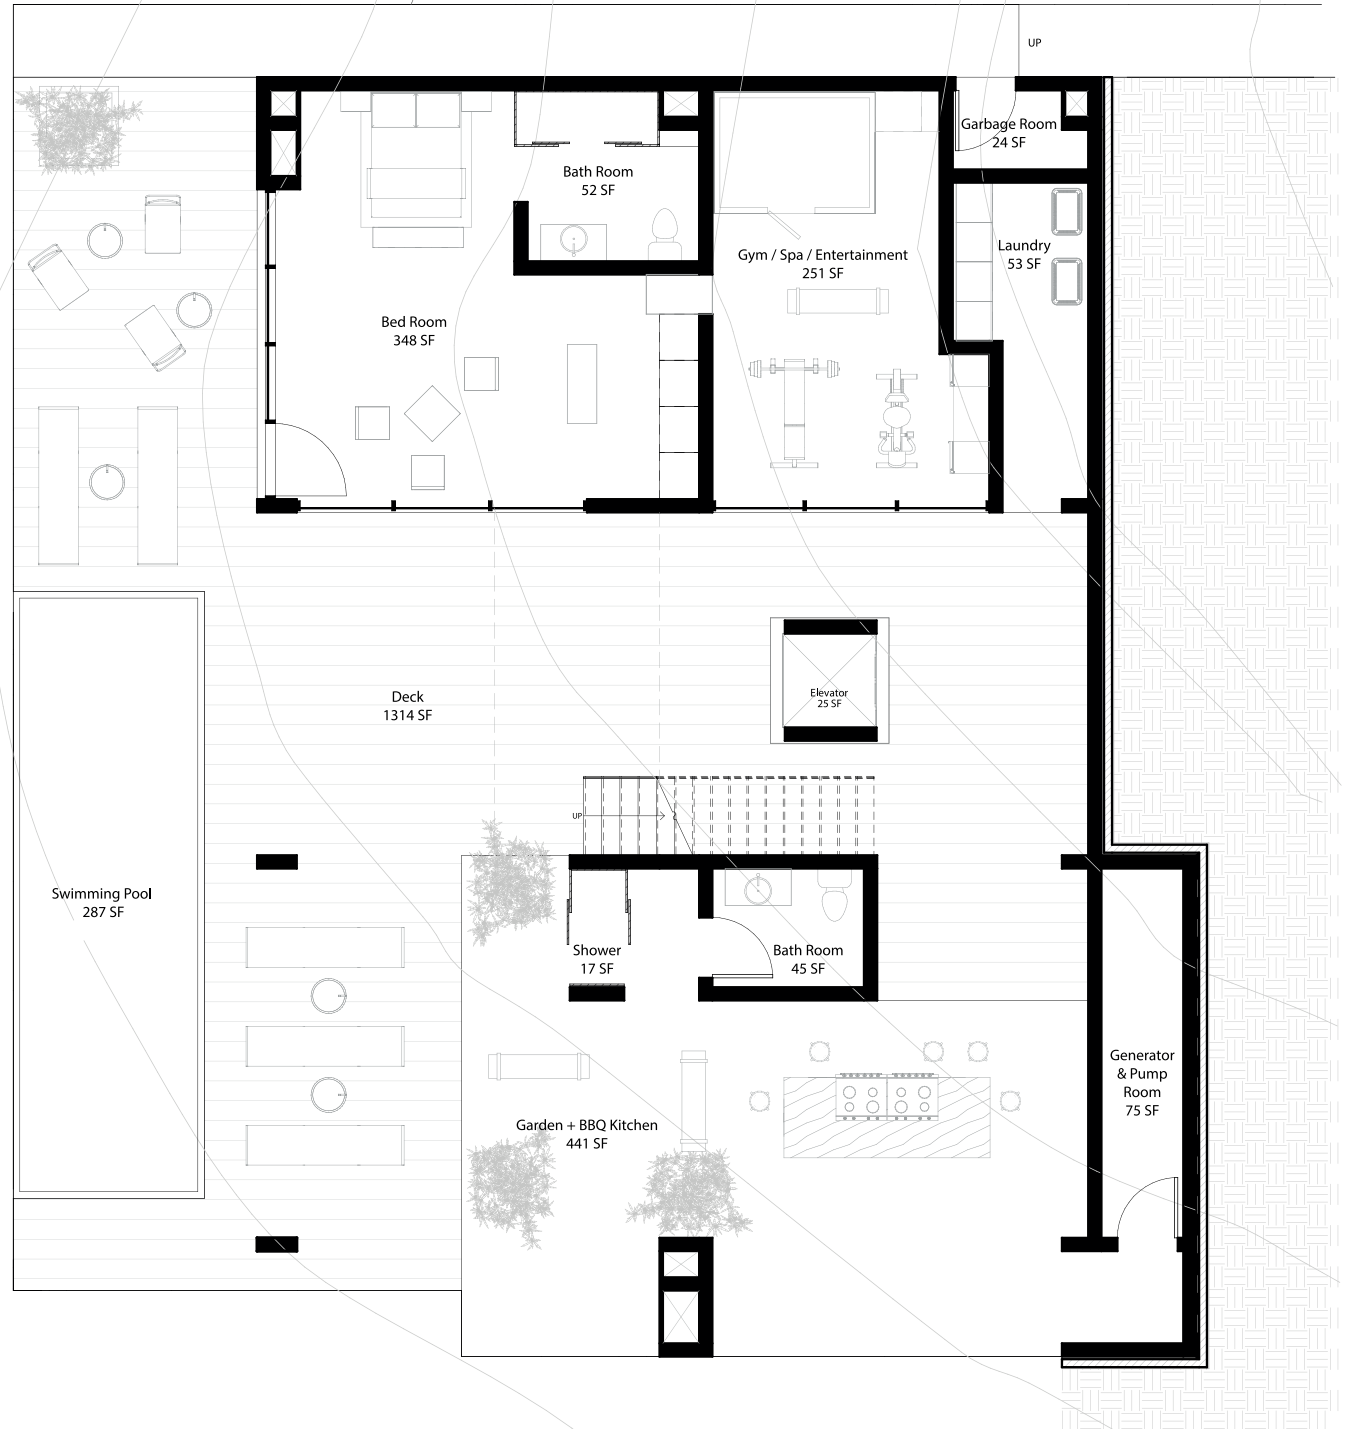 UP
Garbage Room
24 SF
Bath Room
52 SF
Gym / Spa / Entertainment
251 SF
Laundry
53 SF
Bed Room
348 SF
Deck
1314 SF
Elevator
25 SF
UP
Swimming Pool
287 SF
Shower
17 SF
Bath Room
45 SF
Generator
& Pump
Room
75 SF
Garden + BBQ Kitchen
441 SF